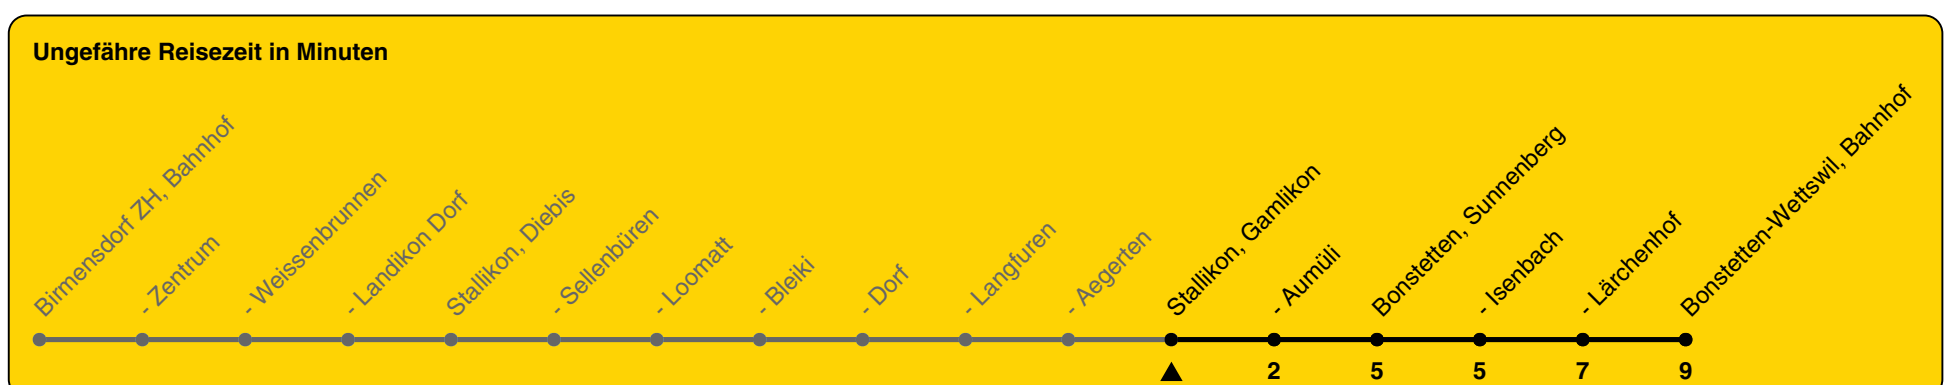 Ungefähre Reisezeit in Minuten
Birmensdorf ZH, Bahnhof
- Zentrum
- Weissenbrunnen
- Landikon Dorf
Stallikon, Diebis
- Sellenbüren
- Loomatt
- Bleiki
- Dorf
- Langfuren
- Aegerten
Stallikon, Gamlikon
- Aumüli
Bonstetten, Sunnenberg
- Isenbach
- Lärchenhof
Bonstetten-Wettswil, Bahnhof
2 5 5 7 9